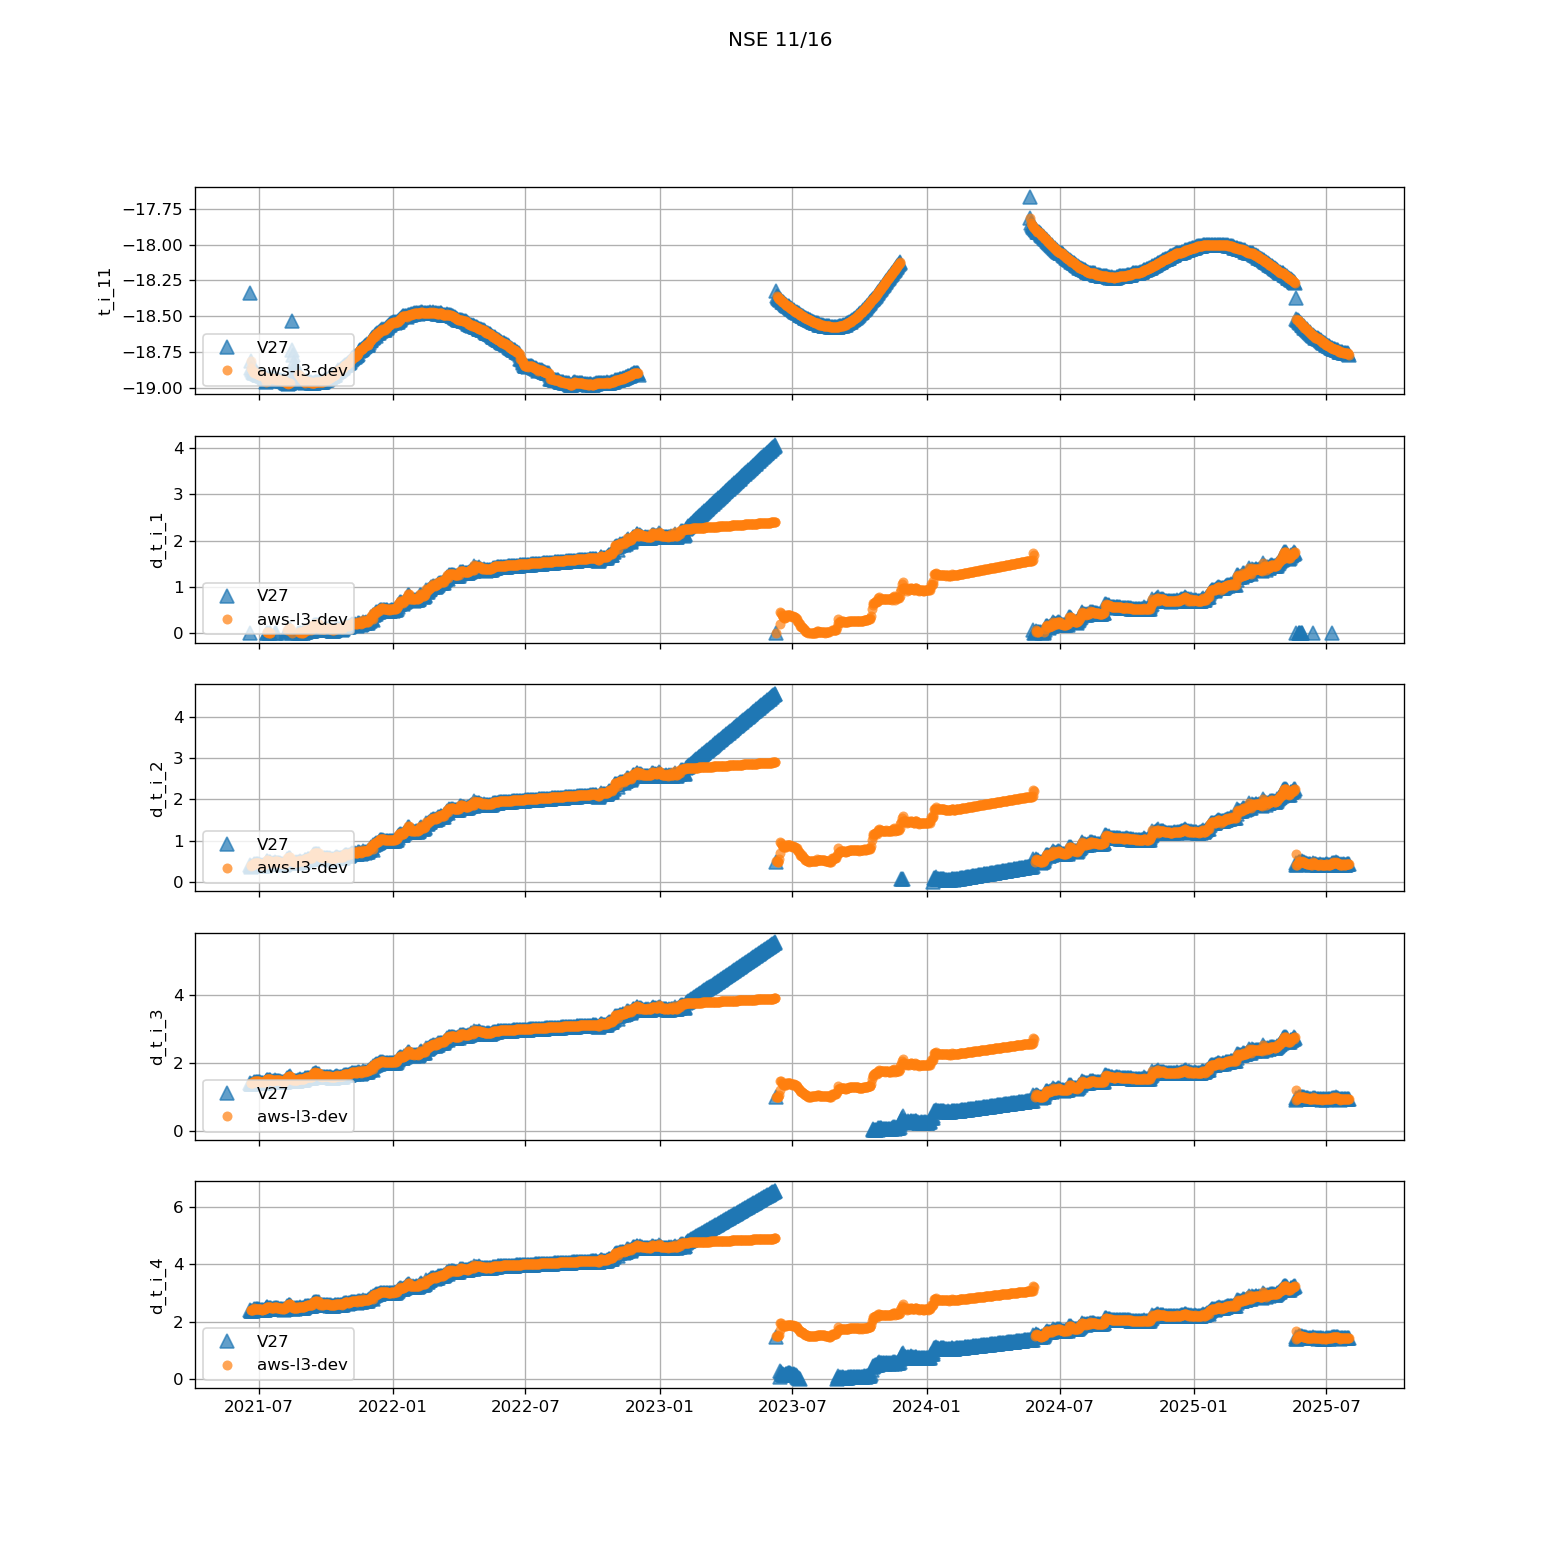 NSE 11/16
t_i_11
−17.75
−18.00
−18.25
−18.50
−18.75
−19.00
V27
aws-l3-dev
d_t_i_1
4
3
2
1
0
V27
aws-l3-dev
d_t_i_2
4
3
2
1
0
V27
aws-l3-dev
d_t_i_3
4
2
0
V27
aws-l3-dev
d_t_i_4
6
4
2
0
V27
aws-l3-dev
2021-07 2022-01 2022-07 2023-01 2023-07 2024-01 2024-07 2025-01 2025-07